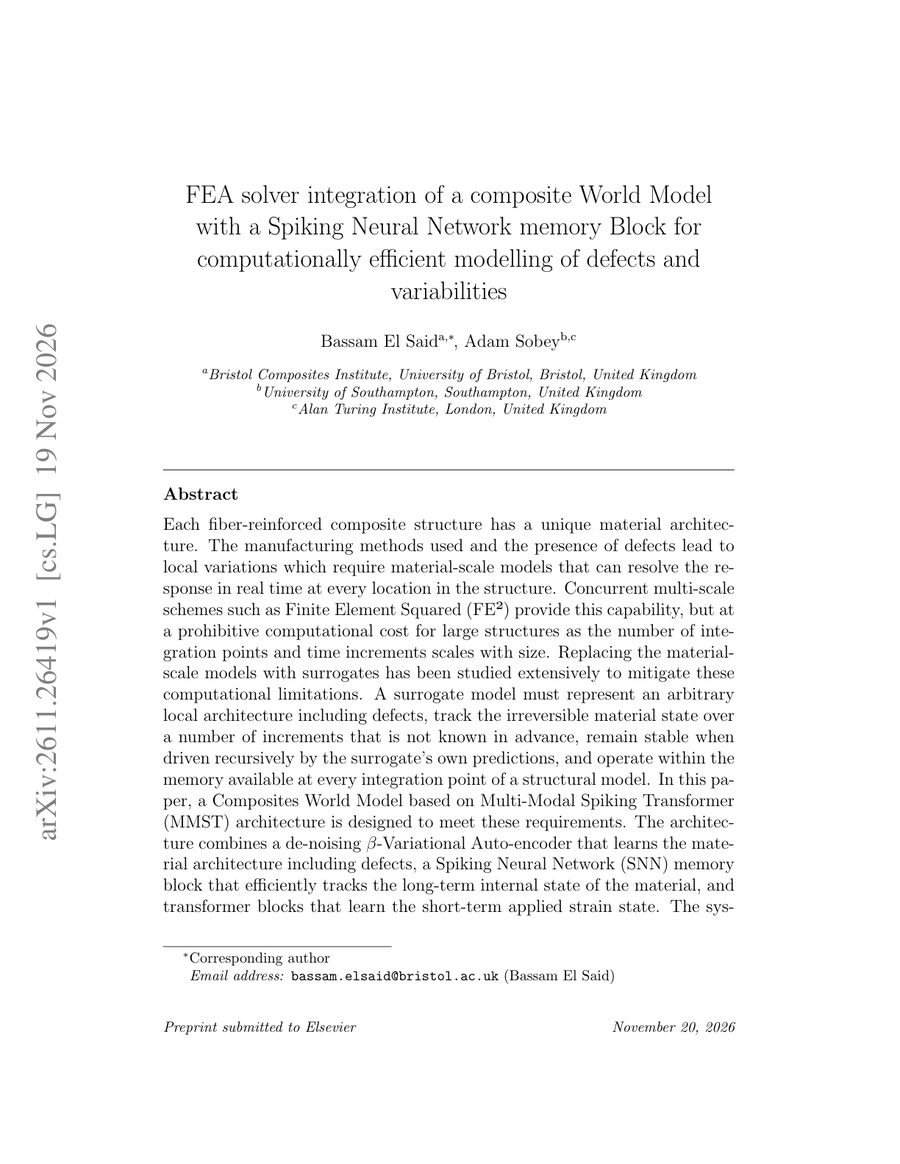 FEA solver integration of a composite World Model
with a Spiking Neural Network memory Block for
computationally efficient modelling of defects and
variabilities
Bassam El Saidᵃ,*, Adam Sobeyᵇ,ᶜ
ᵃBristol Composites Institute, University of Bristol, Bristol, United Kingdom
ᵇUniversity of Southampton, Southampton, United Kingdom
ᶜAlan Turing Institute, London, United Kingdom
arXiv:2611.26419v1 [cs.LG] 19 Nov 2026
Abstract
Each fiber-reinforced composite structure has a unique material architec-
ture. The manufacturing methods used and the presence of defects lead to
local variations which require material-scale models that can resolve the re-
sponse in real time at every location in the structure. Concurrent multi-scale
schemes such as Finite Element Squared (FE²) provide this capability, but at
a prohibitive computational cost for large structures as the number of inte-
gration points and time increments scales with size. Replacing the material-
scale models with surrogates has been studied extensively to mitigate these
computational limitations. A surrogate model must represent an arbitrary
local architecture including defects, track the irreversible material state over
a number of increments that is not known in advance, remain stable when
driven recursively by the surrogate's own predictions, and operate within the
memory available at every integration point of a structural model. In this pa-
per, a Composites World Model based on Multi-Modal Spiking Transformer
(MMST) architecture is designed to meet these requirements. The architec-
ture combines a de-noising β-Variational Auto-encoder that learns the mate-
rial architecture including defects, a Spiking Neural Network (SNN) memory
block that efficiently tracks the long-term internal state of the material, and
transformer blocks that learn the short-term applied strain state. The sys-
*Corresponding author
Email address: bassam.elsaid@bristol.ac.uk (Bassam El Said)
Preprint submitted to Elsevier
November 20, 2026